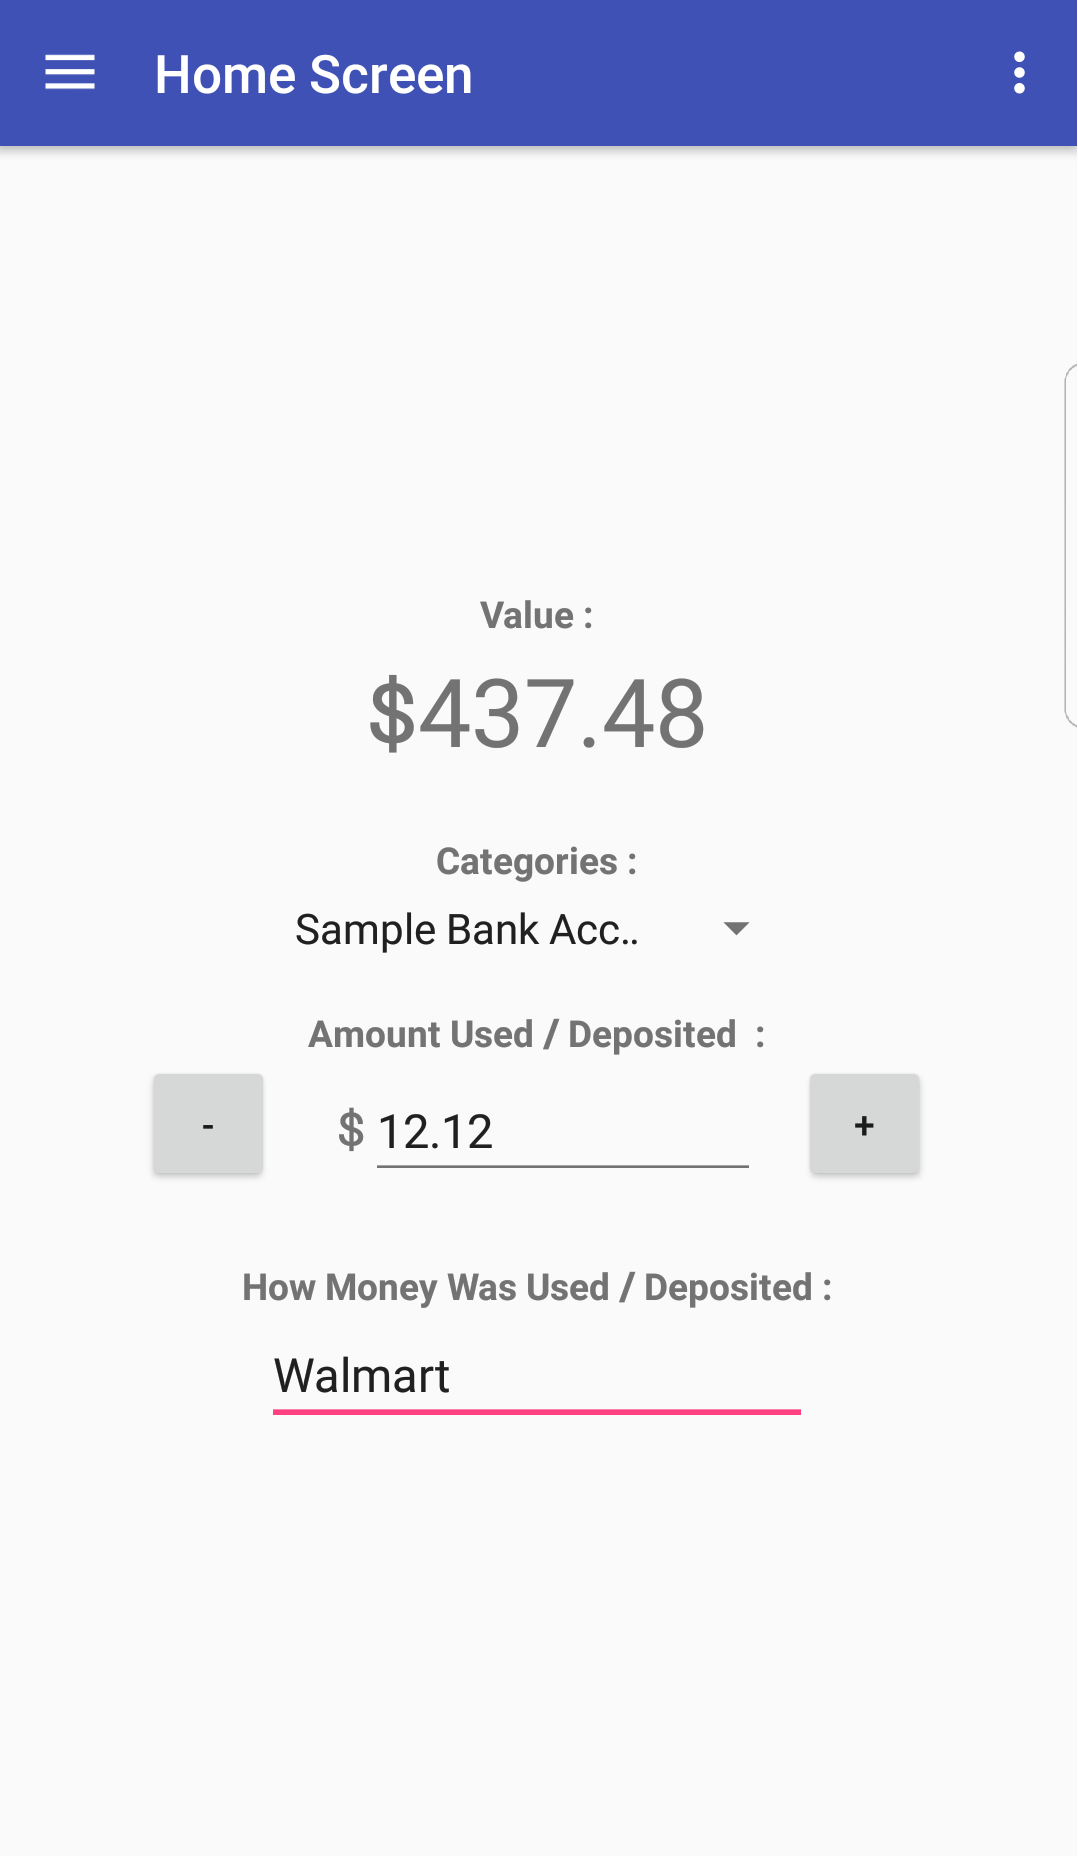 Home Screen
Value :
$437.48
Categories :
Sample Bank Acc..
Amount Used / Deposited  :
- $ 12.12 +
How Money Was Used / Deposited :
Walmart